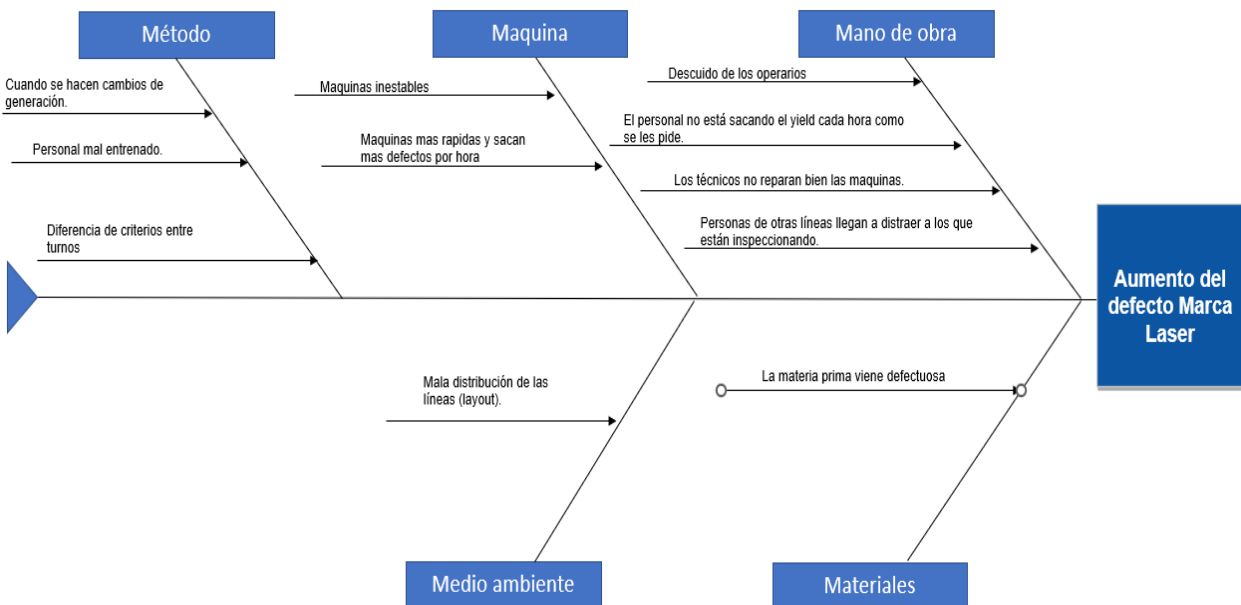 Método
Maquina
Mano de obra
Cuando se hacen cambios de
generación.
Personal mal entrenado.
Diferencia de criterios entre
turnos
Maquinas inestables
Maquinas mas rapidas y sacan
mas defectos por hora
Descuido de los operarios
El personal no está sacando el yield cada hora como
se les pide.
Los técnicos no reparan bien las maquinas.
Personas de otras líneas llegan a distraer a los que
están inspeccionando.
Aumento del
defecto Marca
Laser
Mala distribución de las
líneas (layout).
La materia prima viene defectuosa
Medio ambiente
Materiales